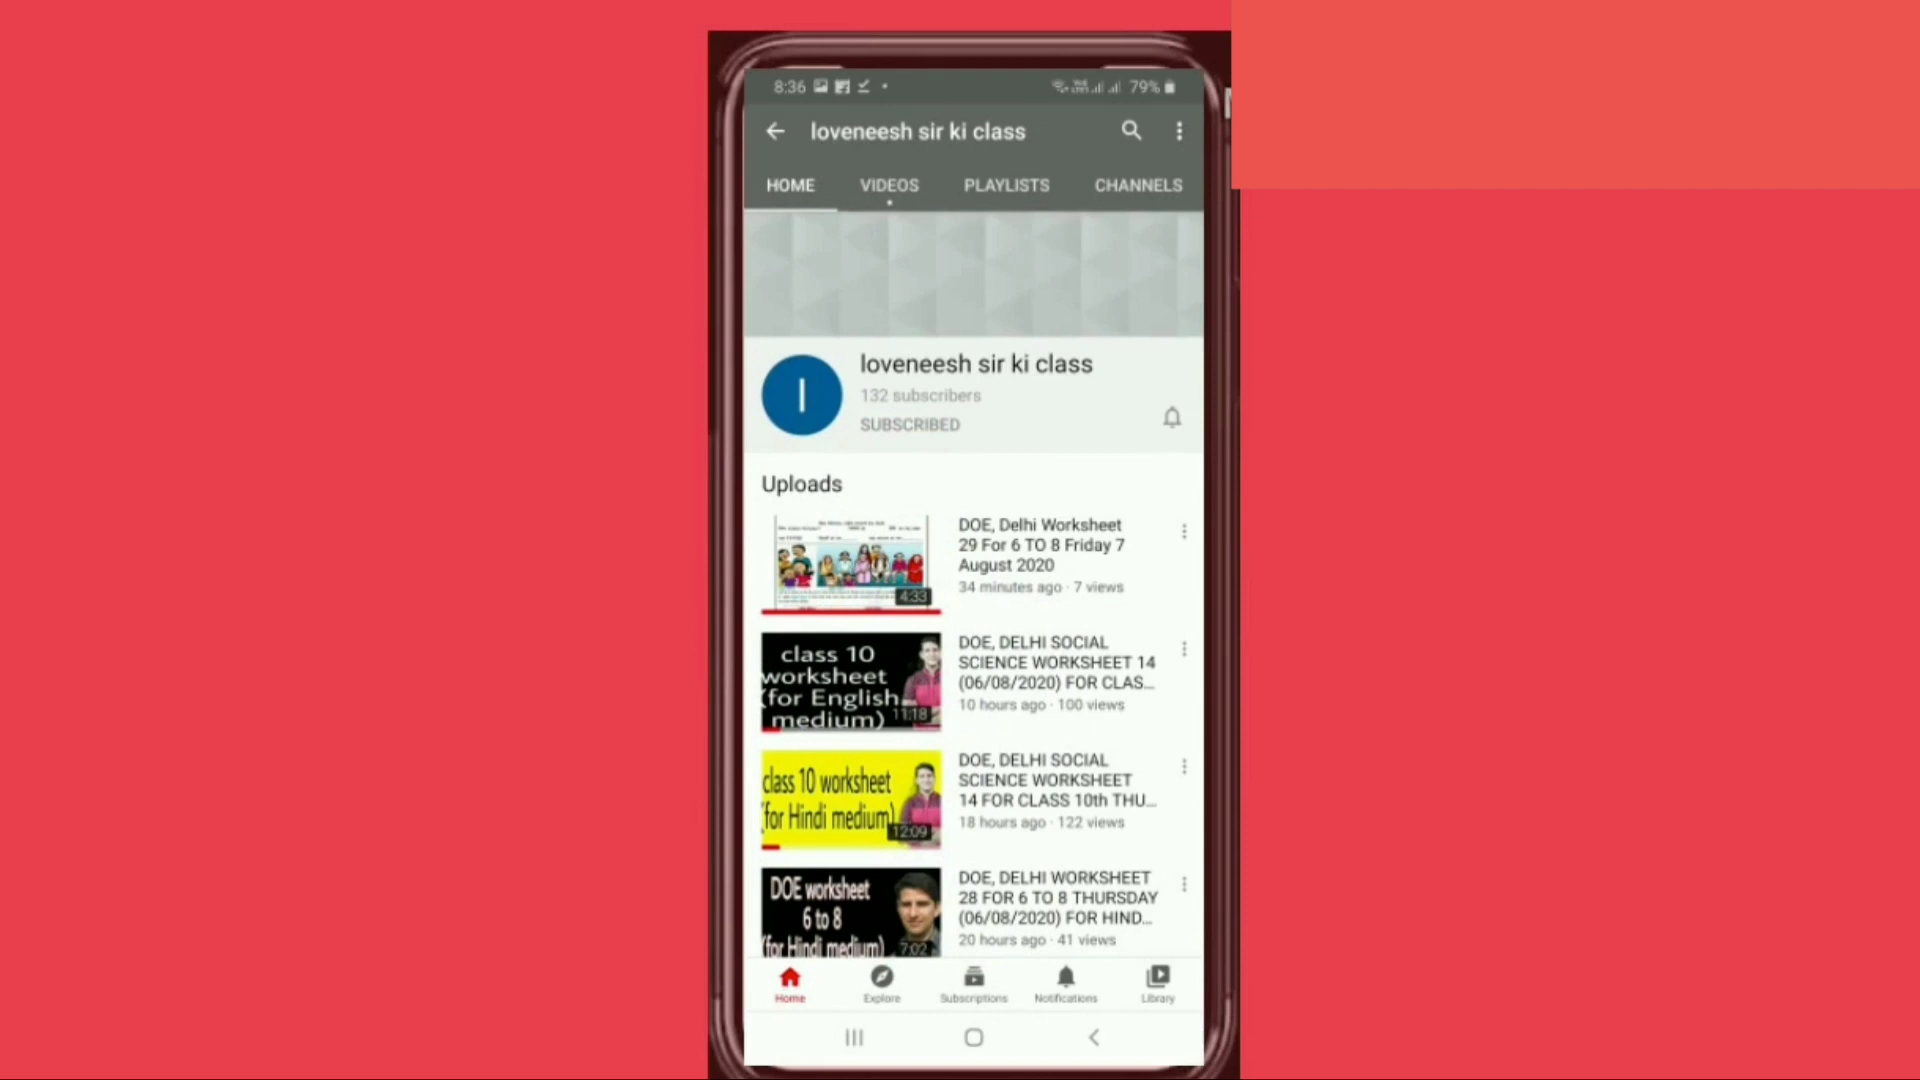 8:36
79%
loveneesh sir ki class
HOME VIDEOS PLAYLISTS CHANNELS
loveneesh sir ki class
132 subscribers
SUBSCRIBED
Uploads
DOE, Delhi Worksheet
29 For 6 TO 8 Friday 7
August 2020
34 minutes ago · 7 views
4:33
class 10
worksheet
(for English
medium)
11:18
DOE, DELHI SOCIAL
SCIENCE WORKSHEET 14
(06/08/2020) FOR CLAS...
10 hours ago · 100 views
class 10 worksheet
(for Hindi medium)
12:09
DOE, DELHI SOCIAL
SCIENCE WORKSHEET
14 FOR CLASS 10th THU...
18 hours ago · 122 views
DOE worksheet
6 to 8
(for Hindi medium)
7:02
DOE, DELHI WORKSHEET
28 FOR 6 TO 8 THURSDAY
(06/08/2020) FOR HIND...
20 hours ago · 41 views
Home Explore Subscriptions Notifications Library